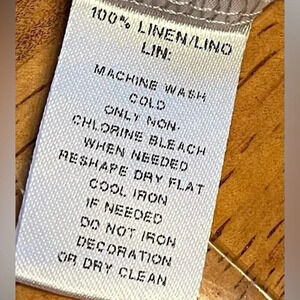 100% LINEN/LINO
LIN:
MACHINE WASH
COLD
ONLY NON-
CHLORINE BLEACH
WHEN NEEDED
RESHAPE DRY FLAT
COOL IRON
IF NEEDED
DO NOT IRON
DECORATION
OR DRY CLEAN